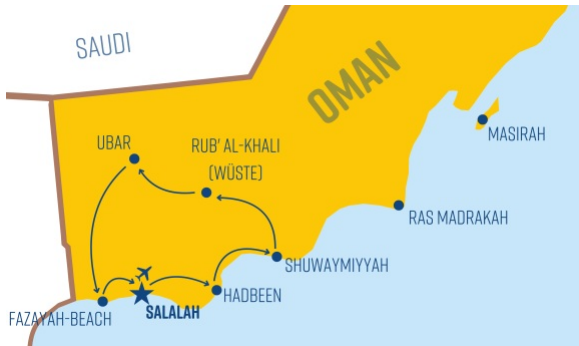 SAUDI
OMAN
UBAR
RUB' AL-KHALI
(WÜSTE)
MASIRAH
RAS MADRAKAH
SHUWAYMIYYAH
HADBEEN
SALALAH
FAZAYAH-BEACH